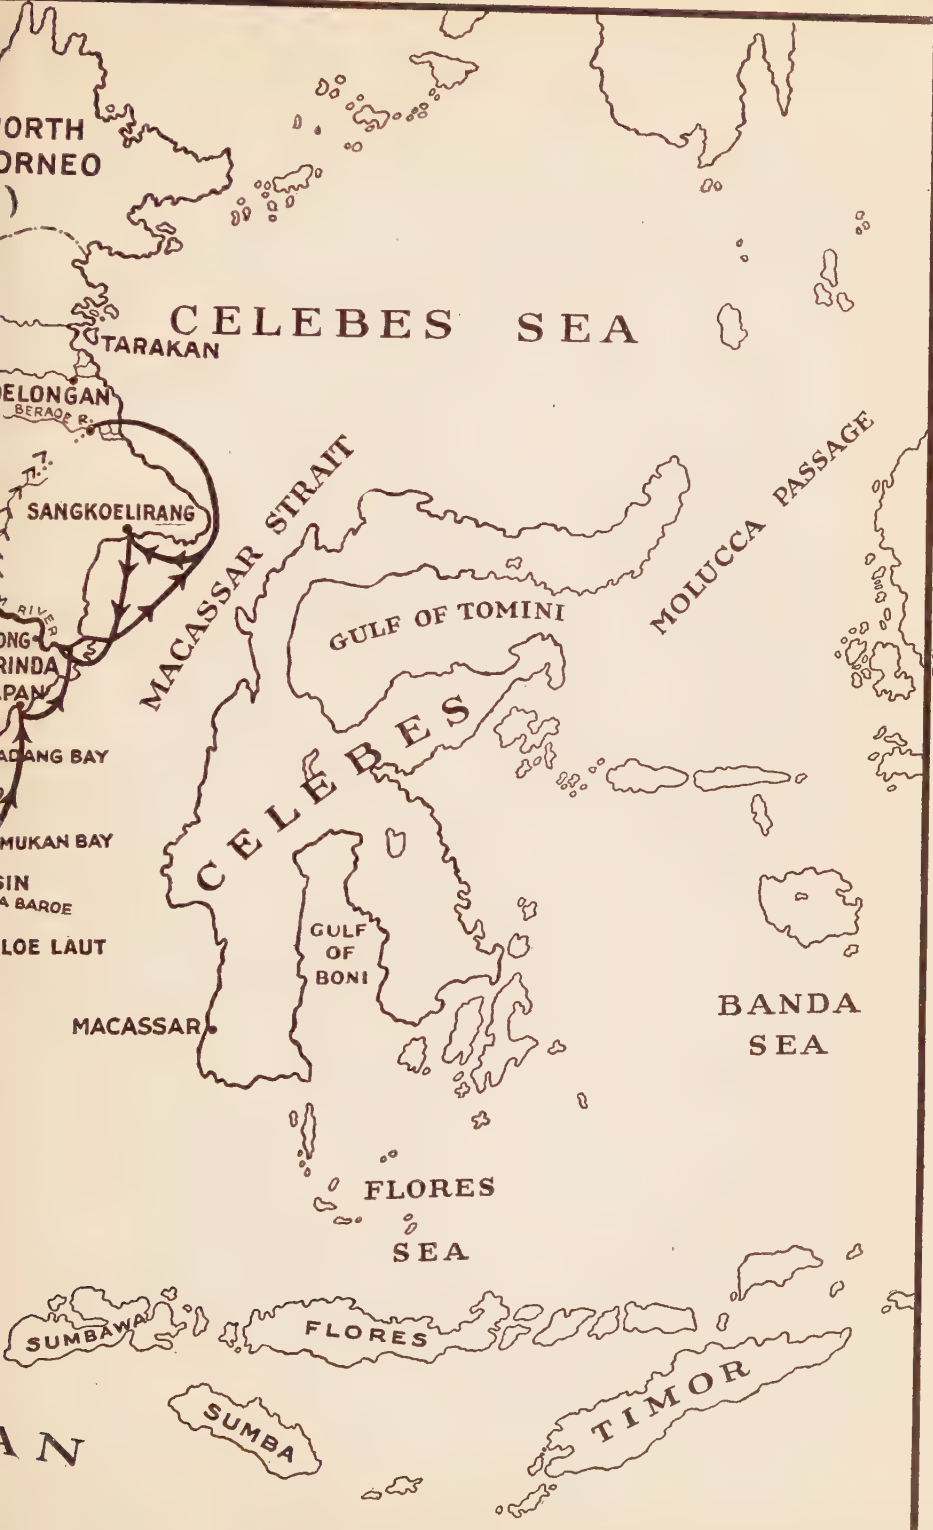 ORTH
ORNEO
)
CELEBES SEA
TARAKAN
ELONGAN
BERAOE R.
MACASSAR STRAIT
MOLUCCA PASSAGE
SANGKOELIRANG
M RIVER
GULF OF TOMINI
ONG
RINDA
APAN
CELEBES
ADANG BAY
MUKAN BAY
SIN
A BAROE
LOE LAUT
GULF
OF
BONI
MACASSAR
BANDA
SEA
FLORES
SEA
SUMBAWA
FLORES
TIMOR
SUMBA
AN